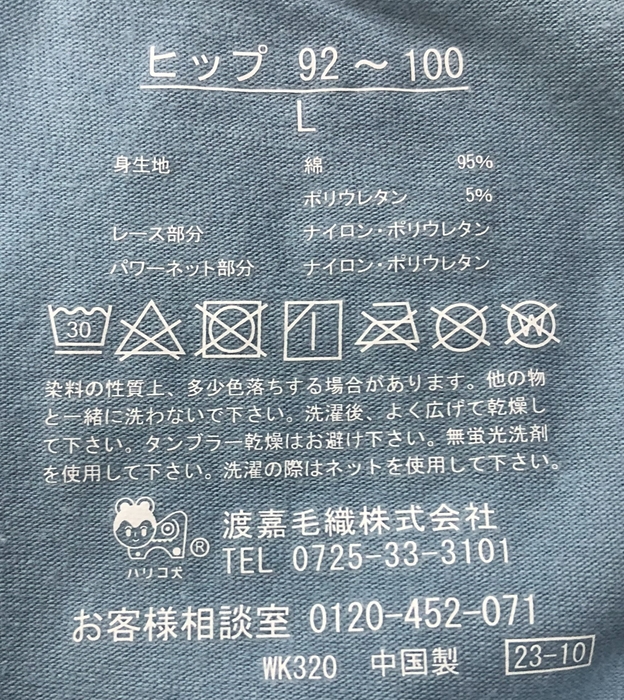 ヒップ 92～100
L
身生地 綿 95%
ポリウレタン 5%
レース部分 ナイロン・ポリウレタン
パワーネット部分 ナイロン・ポリウレタン
30 W
染料の性質上、多少色落ちする場合があります。他の物
と一緒に洗わないで下さい。洗濯後、よく広げて乾燥し
て下さい。タンブラー乾燥はお避け下さい。無蛍光洗剤
を使用して下さい。洗濯の際はネットを使用して下さい。
® 渡嘉毛織株式会社
ハリコ犬 TEL 0725-33-3101
お客様相談室 0120-452-071
WK320 中国製 23-10